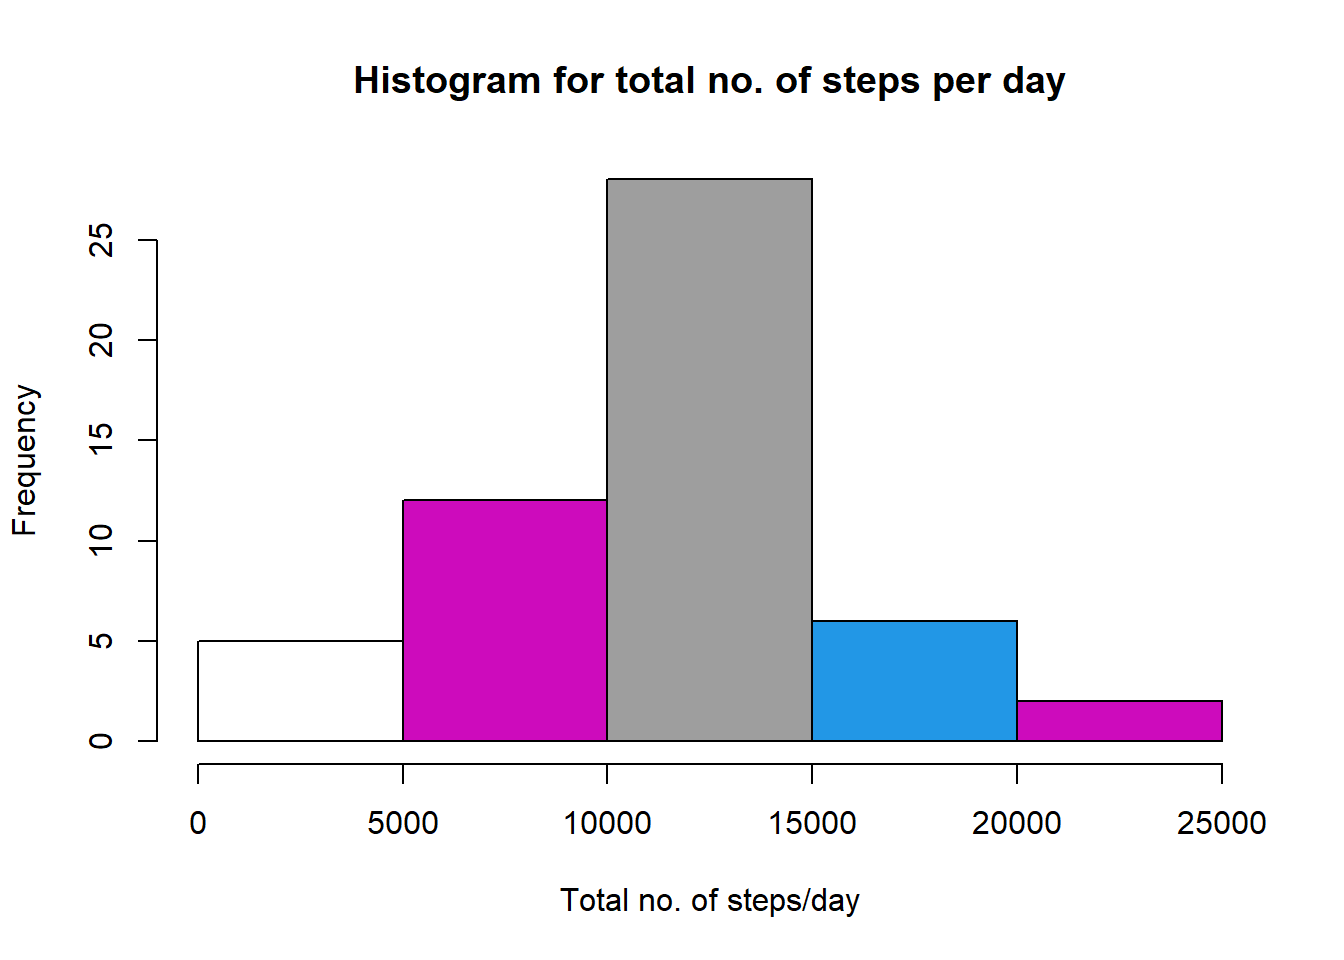 Histogram for total no. of steps per day
25
20
15
10
5
0
Frequency
0 5000 10000 15000 20000 25000
Total no. of steps/day